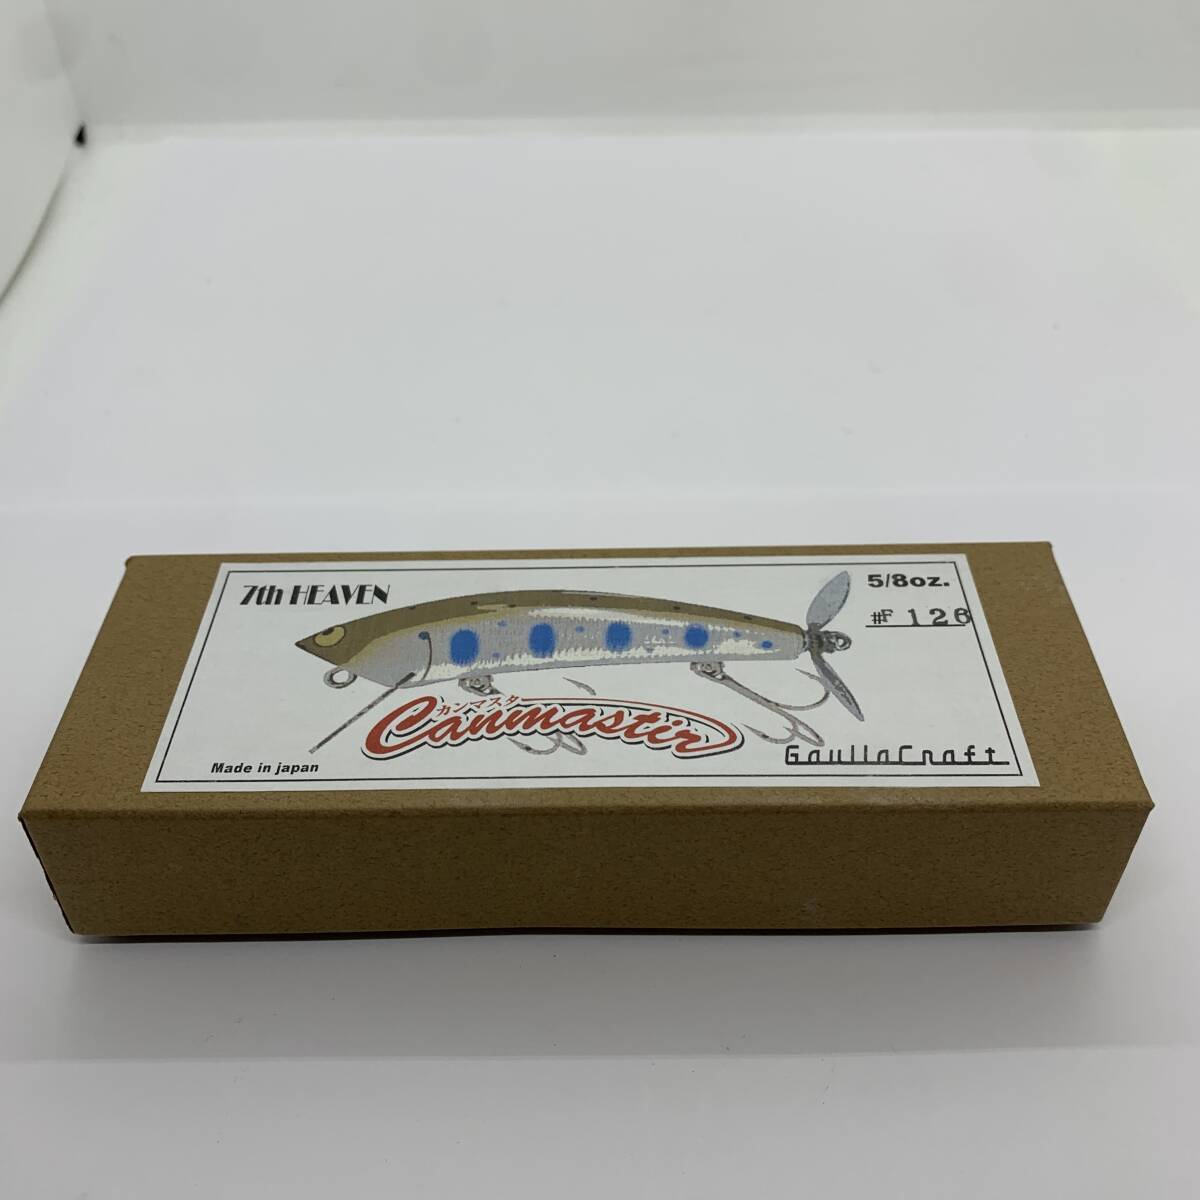 7th HEAVEN
5/8oz.
#F 126
カンマスタ
Canmastir
Made in japan
GaullaCraft